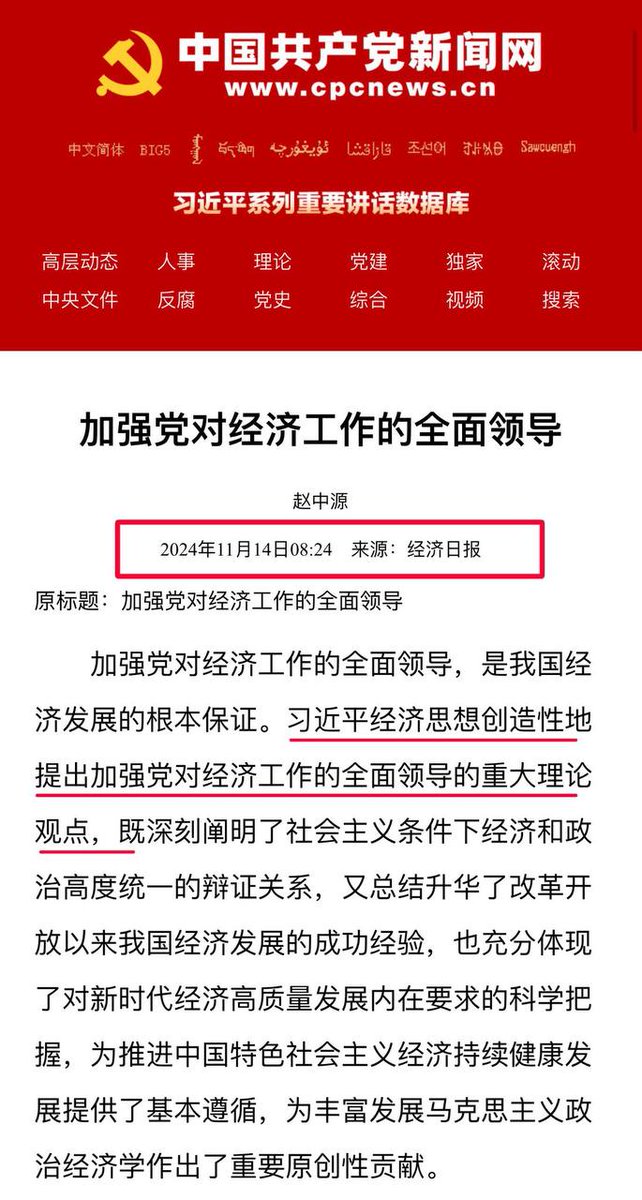 中国共产党新闻网
www.cpcnews.cn
中文简体 BIG5 ئۇيغۇرچە قازاقشا 조선어 Sawcuengh
习近平系列重要讲话数据库
高层动态 人事 理论 党建 独家 滚动
中央文件 反腐 党史 综合 视频 搜索
加强党对经济工作的全面领导
赵中源
2024年11月14日08:24 来源：经济日报
原标题：加强党对经济工作的全面领导
加强党对经济工作的全面领导，是我国经
济发展的根本保证。习近平经济思想创造性地
提出加强党对经济工作的全面领导的重大理论
观点，既深刻阐明了社会主义条件下经济和政
治高度统一的辩证关系，又总结升华了改革开
放以来我国经济发展的成功经验，也充分体现
了对新时代经济高质量发展内在要求的科学把
握，为推进中国特色社会主义经济持续健康发
展提供了基本遵循，为丰富发展马克思主义政
治经济学作出了重要原创性贡献。